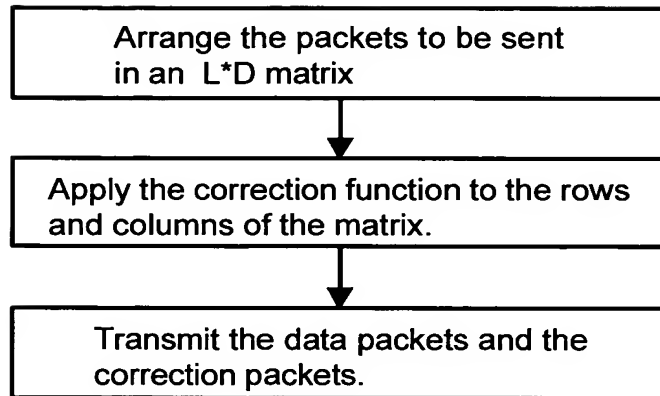 Arrange the packets to be sent
in an L*D matrix
Apply the correction function to the rows
and columns of the matrix.
Transmit the data packets and the
correction packets.